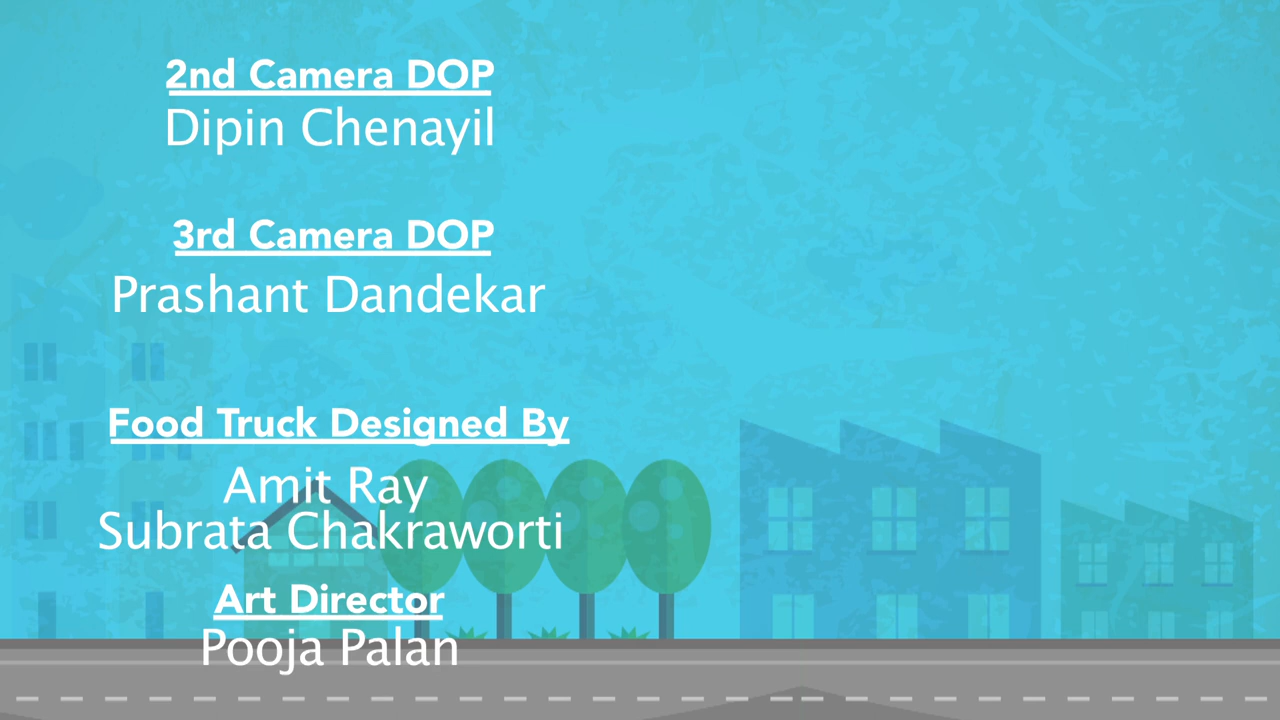 2nd Camera DOP
Dipin Chenayil
3rd Camera DOP
Prashant Dandekar
Food Truck Designed By
Amit Ray
Subrata Chakraworti
Art Director
Pooja Palan